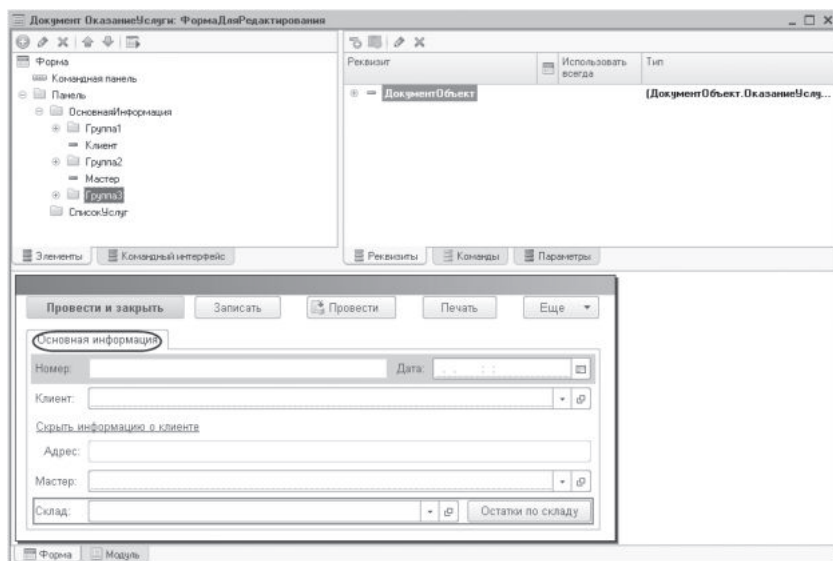 Документ ОказаниеУслуги: ФормаДляРедактирования
Форма
Командная панель
Панель
ОсновнаяИнформация
Группа1
Клиент
Группа2
Мастер
Группа3
СписокУслуг
Элементы
Командный интерфейс
Реквизит
Использовать всегда
Тип
ДокументОбъект
(ДокументОбъект.ОказаниеУслу...
Реквизиты
Команды
Параметры
Провести и закрыть
Записать
Провести
Печать
Еще
Основная информация
Номер:
Дата: . . : :
Клиент:
Скрыть информацию о клиенте
Адрес:
Мастер:
Склад:
Остатки по складу
Форма
Модуль